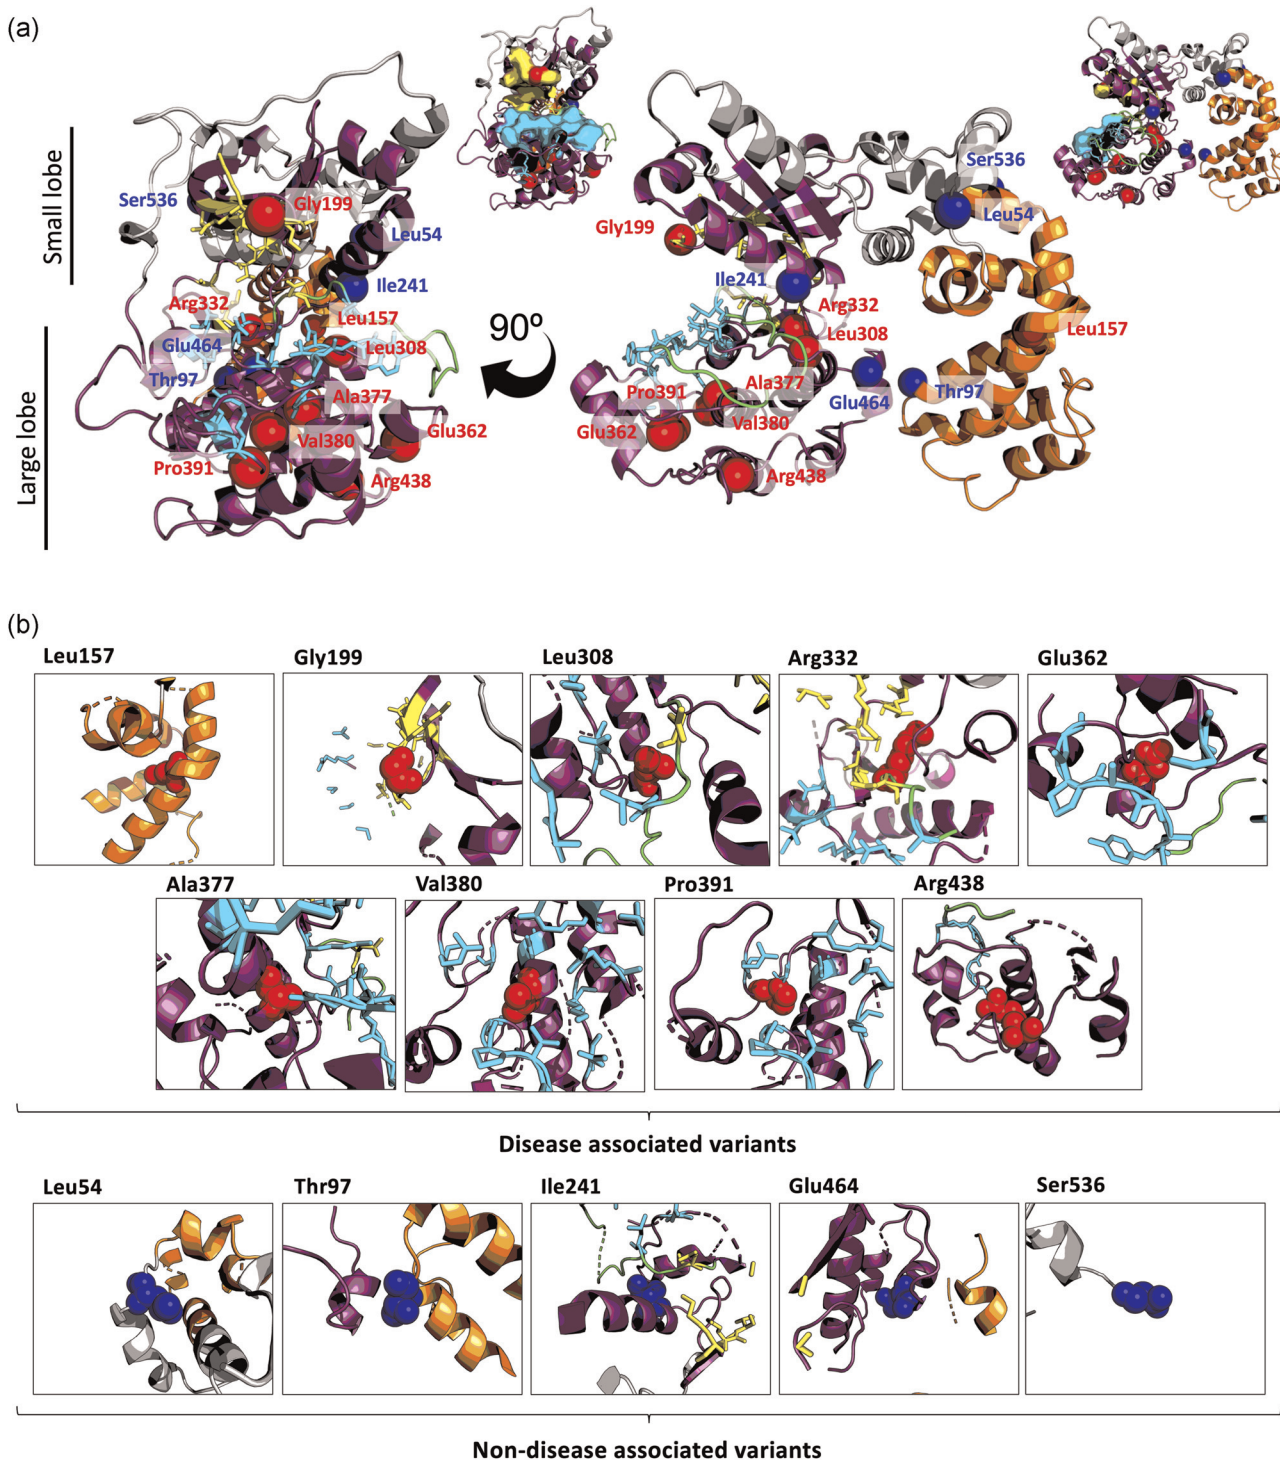 (a)
Small lobe
Large lobe
Ser536
Gly199
Leu54
Ile241
Arg332
Leu157
Glu464
Leu308
Thr97
Ala377
Val380
Glu362
Pro391
Arg438
90º
Ser536
Leu54
Gly199
Ile241
Arg332
Leu308
Leu157
Pro391
Ala377
Glu464
Thr97
Glu362
Val380
Arg438
(b)
Leu157 Gly199 Leu308 Arg332 Glu362
Ala377 Val380 Pro391 Arg438
Disease associated variants
Leu54 Thr97 Ile241 Glu464 Ser536
Non-disease associated variants